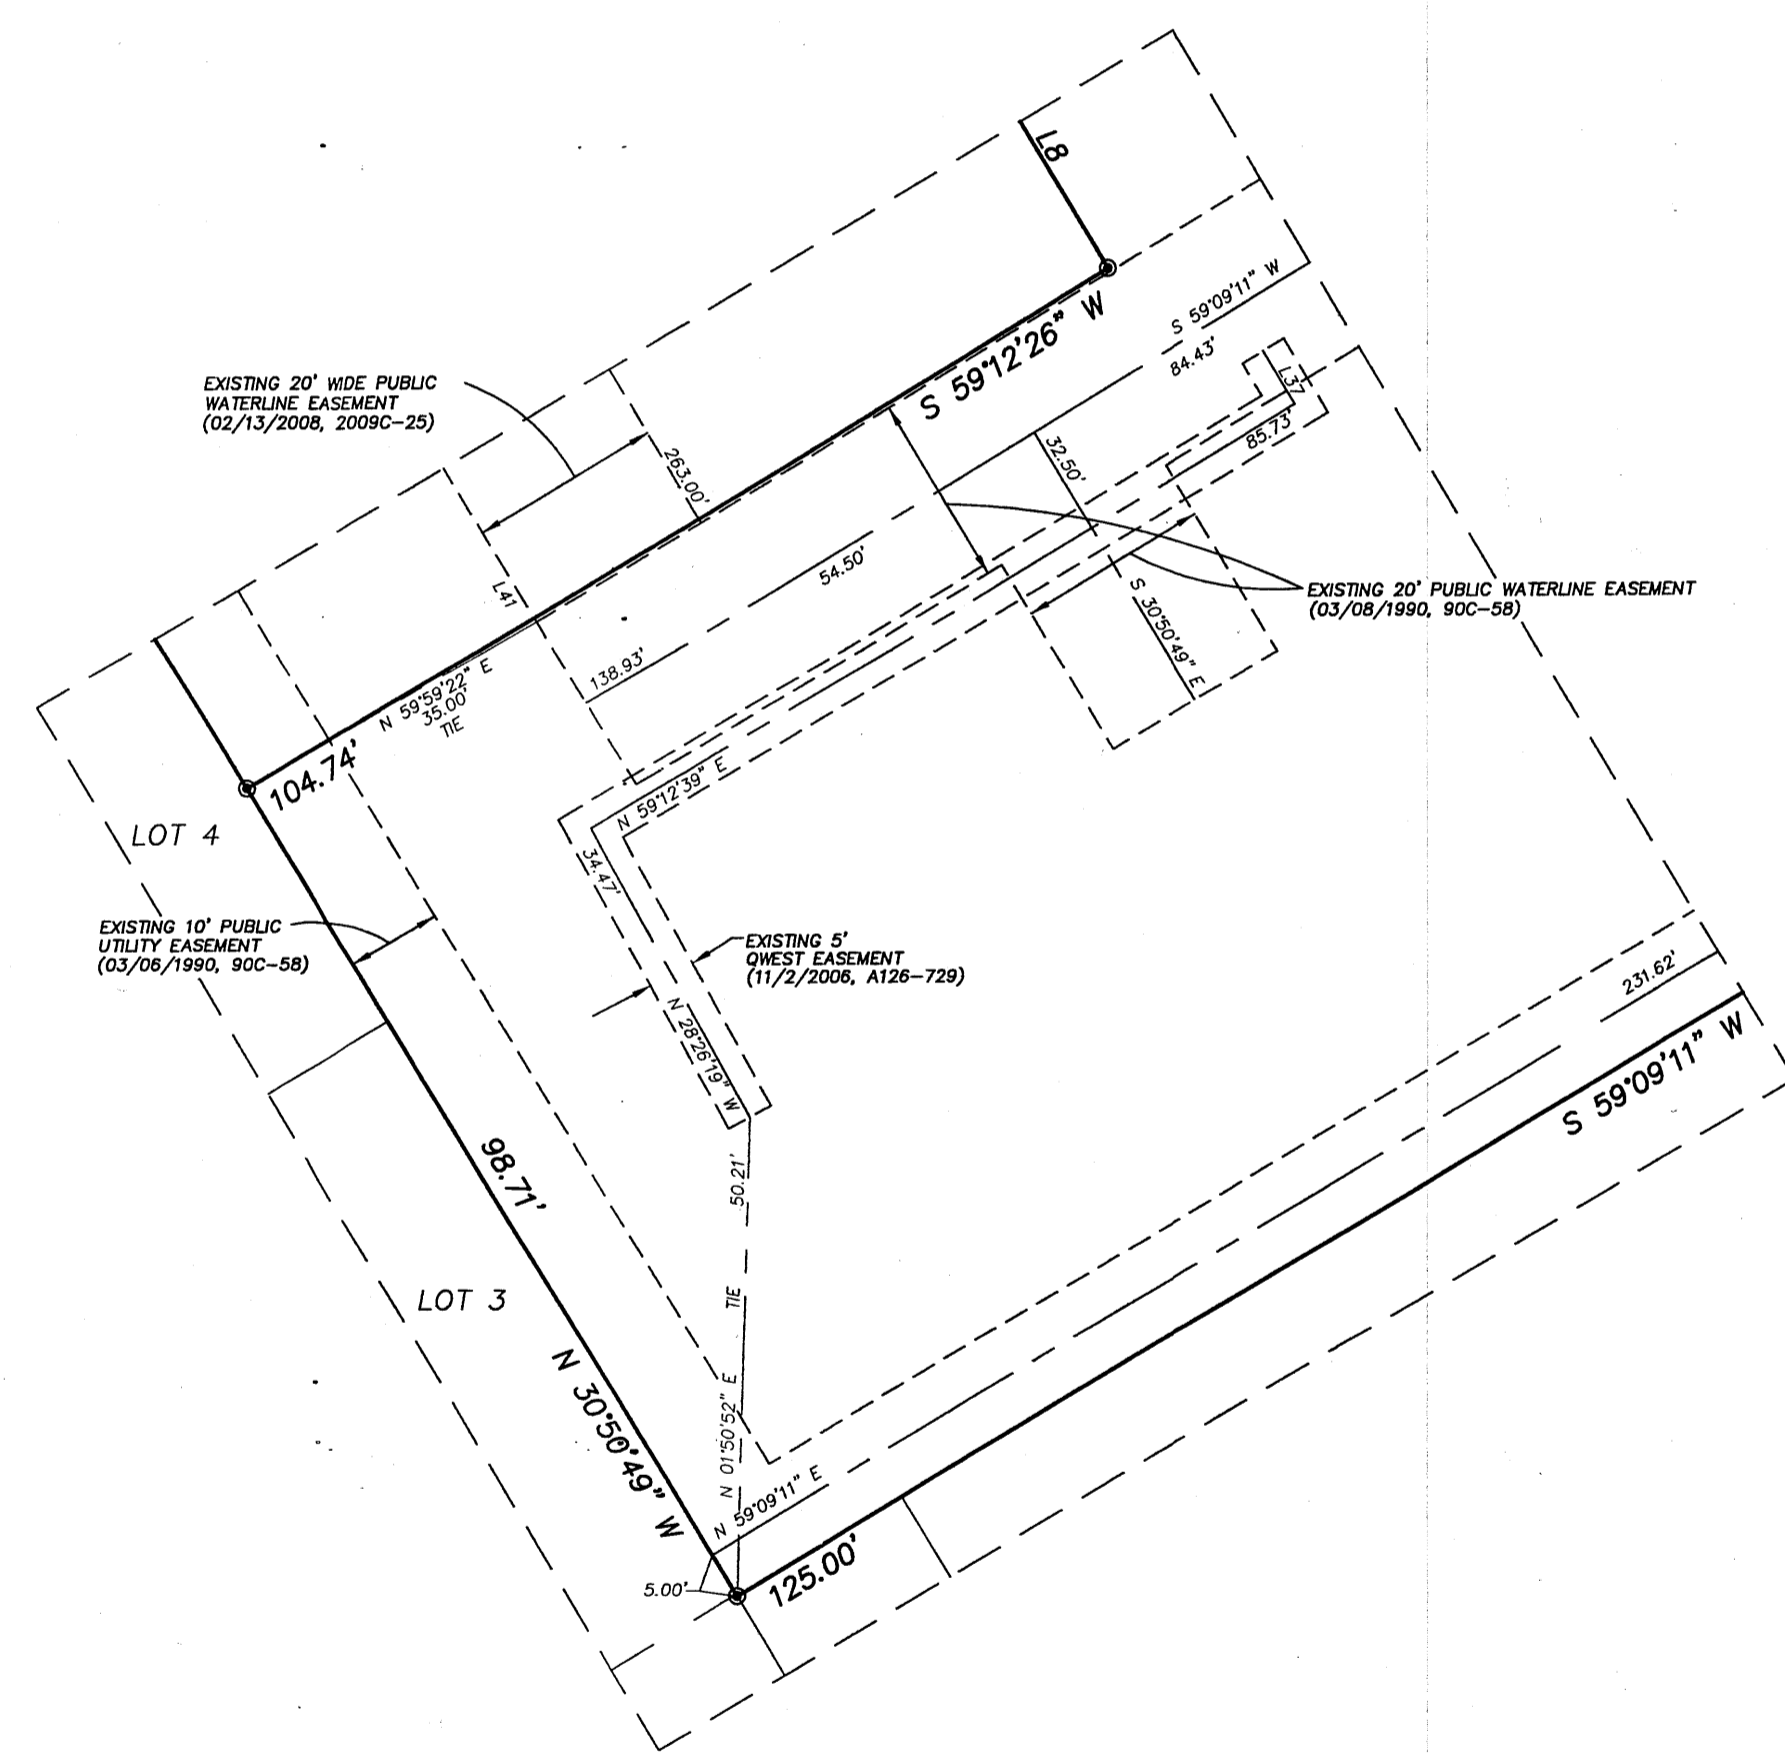 L8
S 59°09'11" W
84.43'
S 59°12'26" W
EXISTING 20' WIDE PUBLIC
WATERLINE EASEMENT
(02/13/2008, 2009C-25)
L37
85.73'
263.00'
32.50'
54.50'
L41
EXISTING 20' PUBLIC WATERLINE EASEMENT
(03/08/1990, 90C-58)
S 30°50'49" E
138.93'
N 59°59'22" E
35.00'
TIE
104.74'
N 59°12'39" E
LOT 4
34.47'
EXISTING 10' PUBLIC
UTILITY EASEMENT
(03/06/1990, 90C-58)
EXISTING 5'
QWEST EASEMENT
(11/2/2006, A126-729)
N 28°26'19" W
231.62'
S 59°09'11" W
98.71'
50.21'
TIE
LOT 3
N 30°50'49" W
N 01°50'52" E
N 59°09'11" E
5.00'
125.00'